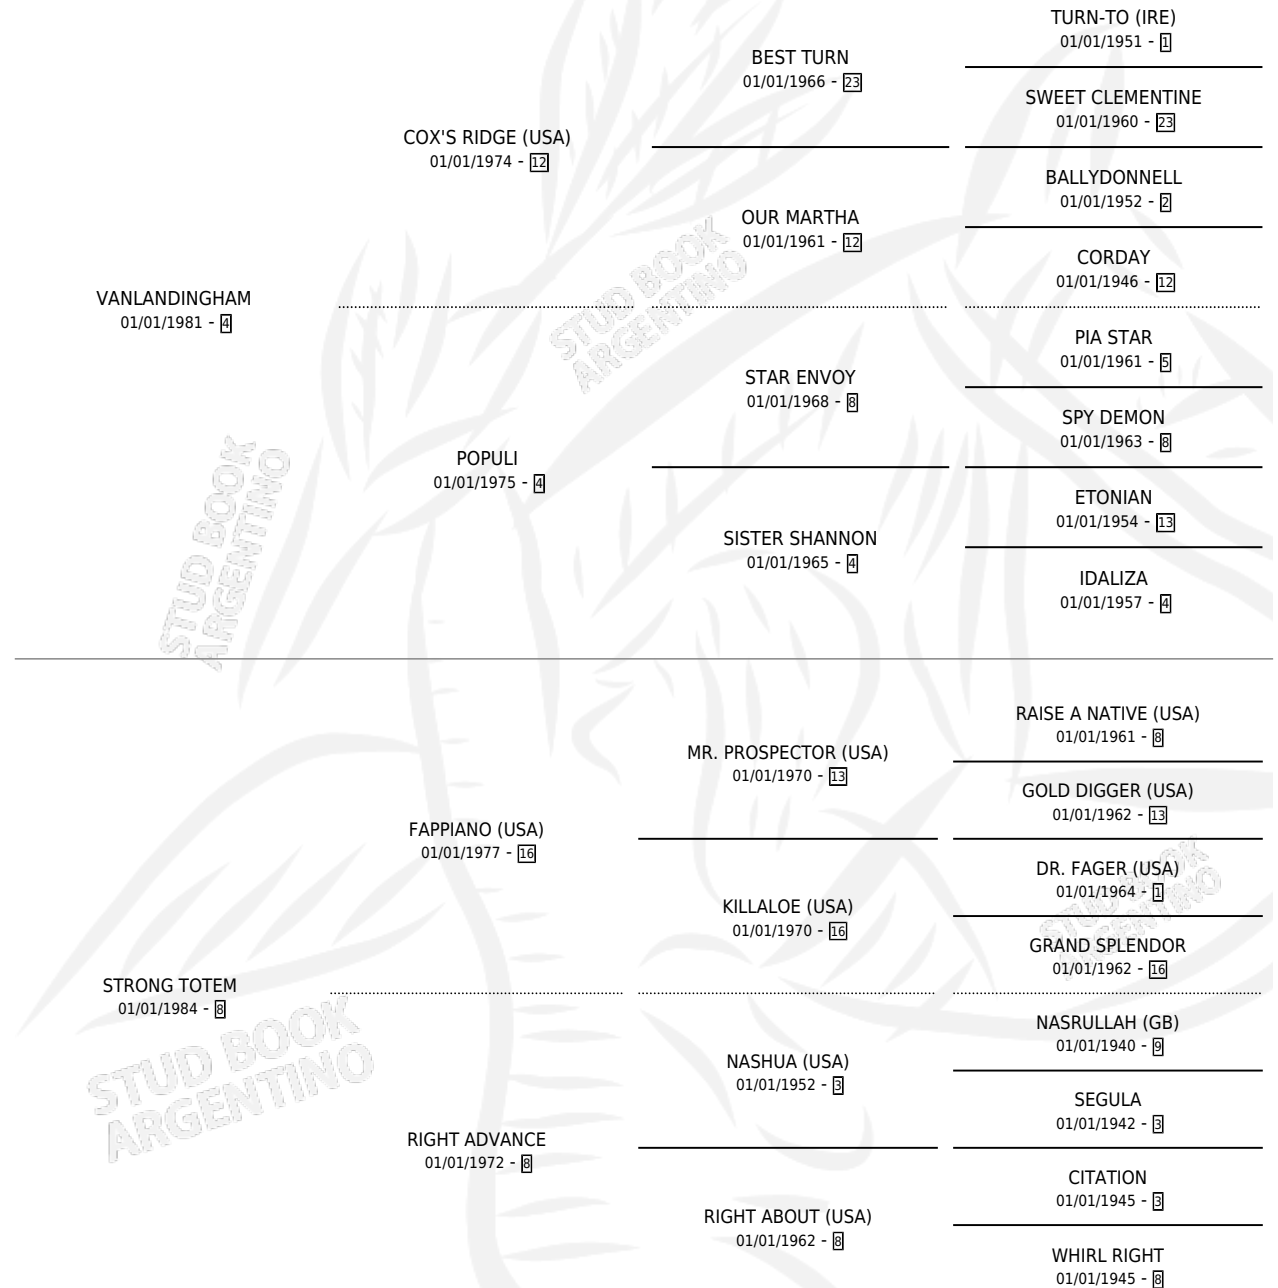 TURN-TO (IRE)
01/01/1951 - 1
BEST TURN
01/01/1966 - 23
SWEET CLEMENTINE
01/01/1960 - 23
COX'S RIDGE (USA)
01/01/1974 - 12
BALLYDONNELL
01/01/1952 - 2
OUR MARTHA
01/01/1961 - 12
CORDAY
01/01/1946 - 12
VANLANDINGHAM
01/01/1981 - 4
PIA STAR
01/01/1961 - 5
STAR ENVOY
01/01/1968 - 8
SPY DEMON
01/01/1963 - 8
POPULI
01/01/1975 - 4
ETONIAN
01/01/1954 - 13
SISTER SHANNON
01/01/1965 - 4
IDALIZA
01/01/1957 - 4
RAISE A NATIVE (USA)
01/01/1961 - 8
MR. PROSPECTOR (USA)
01/01/1970 - 13
GOLD DIGGER (USA)
01/01/1962 - 13
FAPPIANO (USA)
01/01/1977 - 16
DR. FAGER (USA)
01/01/1964 - 1
KILLALOE (USA)
01/01/1970 - 16
GRAND SPLENDOR
01/01/1962 - 16
STRONG TOTEM
01/01/1984 - 8
NASRULLAH (GB)
01/01/1940 - 9
NASHUA (USA)
01/01/1952 - 3
SEGULA
01/01/1942 - 3
RIGHT ADVANCE
01/01/1972 - 8
CITATION
01/01/1945 - 3
RIGHT ABOUT (USA)
01/01/1962 - 8
WHIRL RIGHT
01/01/1945 - 8
STUD BOOK
ARGENTINO
STUD BOOK
ARGENTINO
STUD BOOK
ARGENTINO
STUD BOOK
ARGENTINO